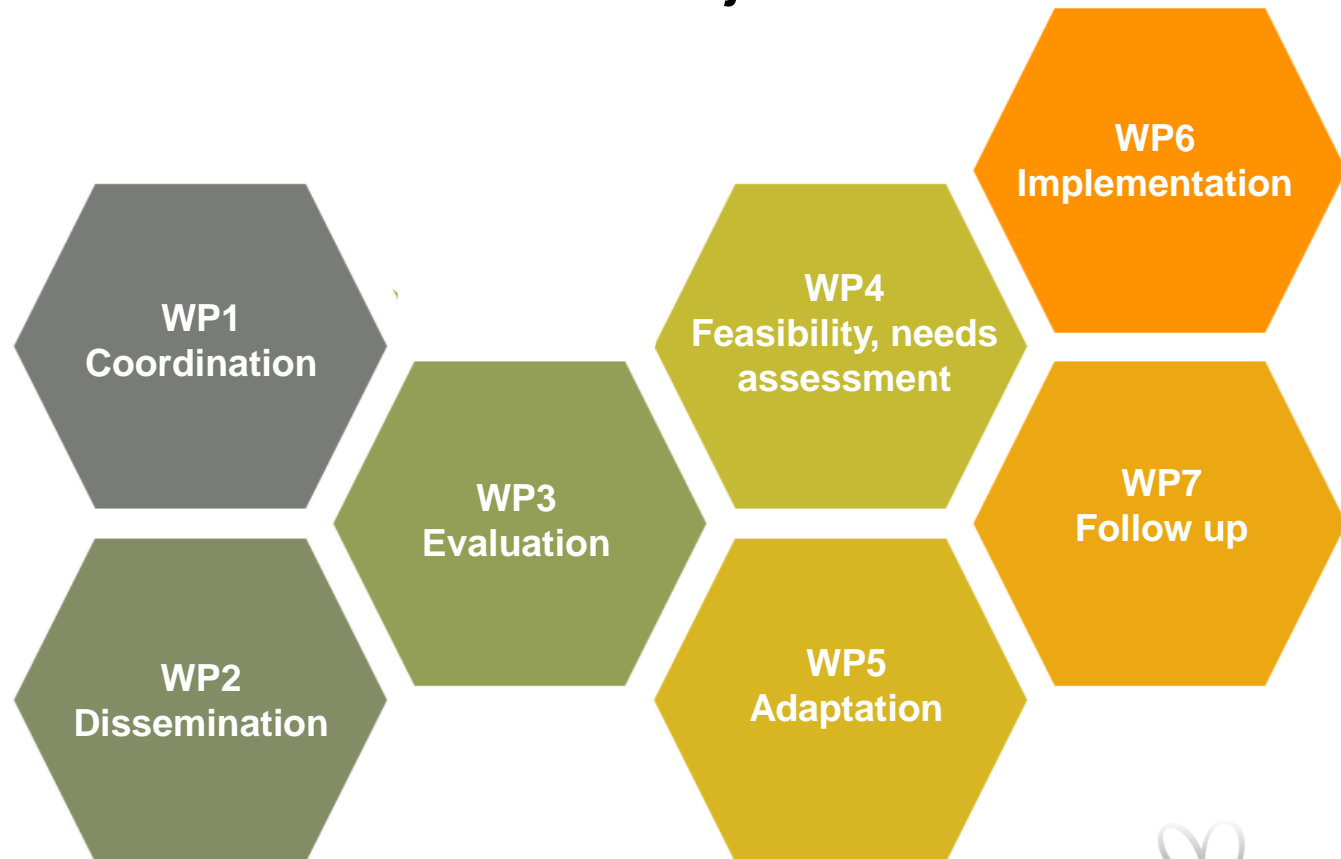 WP1
Coordination
WP2
Dissemination
WP3
Evaluation
WP4
Feasibility, needs
assessment
WP5
Adaptation
WP6
Implementation
WP7
Follow up